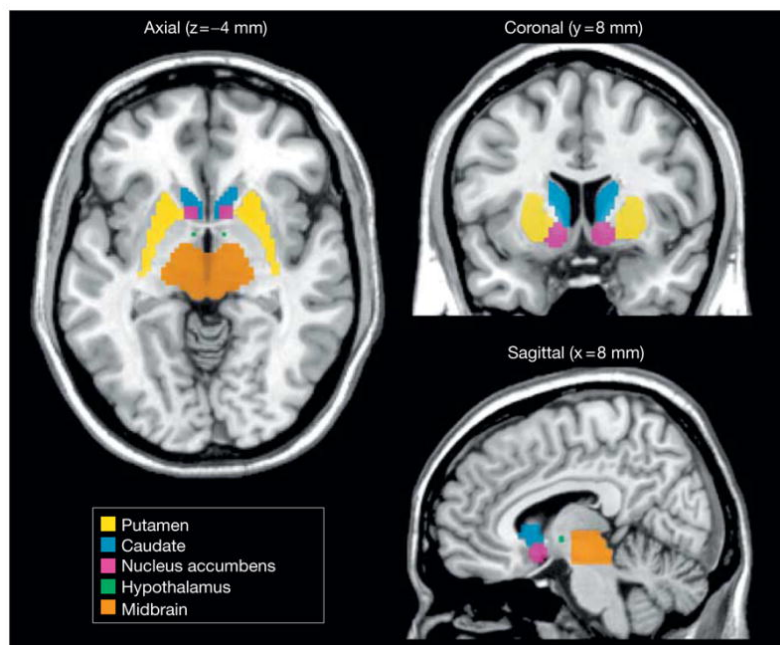 Axial (z=−4 mm)
Coronal (y=8 mm)
Sagittal (x=8 mm)
Putamen
Caudate
Nucleus accumbens
Hypothalamus
Midbrain